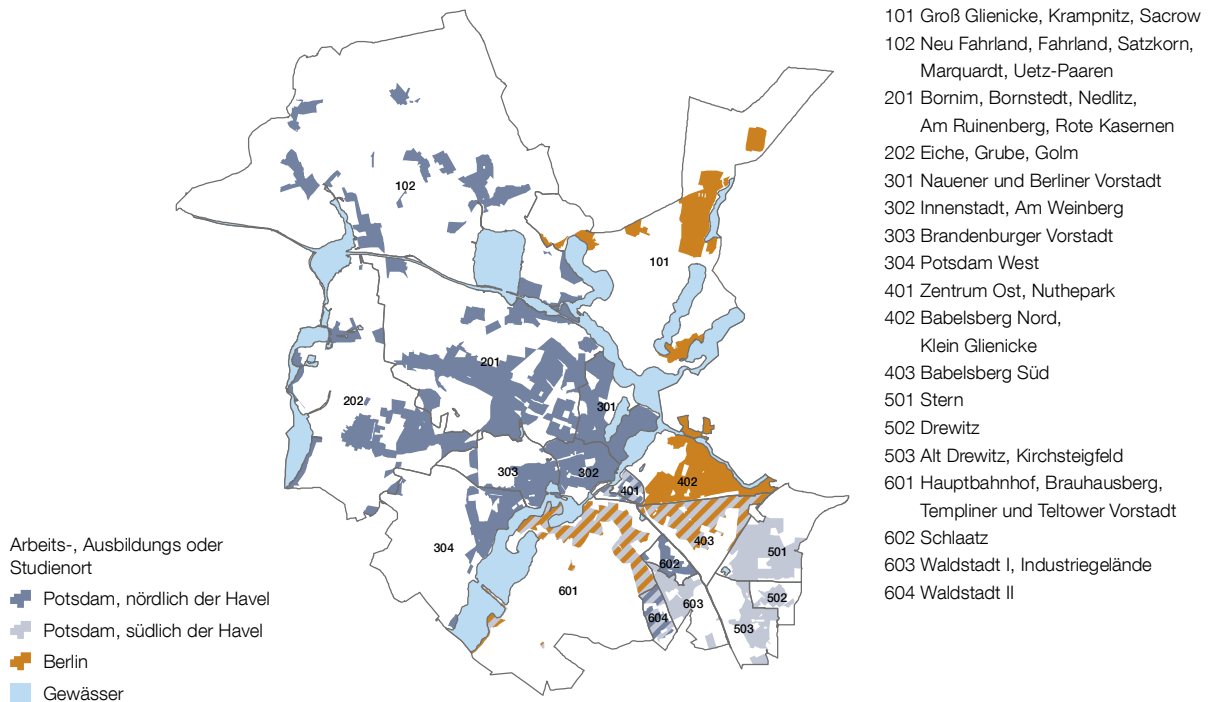 101 Groß Glienicke, Krampnitz, Sacrow
102 Neu Fahrland, Fahrland, Satzkorn,
Marquardt, Uetz-Paaren
201 Bornim, Bornstedt, Nedlitz,
Am Ruinenberg, Rote Kasernen
202 Eiche, Grube, Golm
301 Nauener und Berliner Vorstadt
302 Innenstadt, Am Weinberg
303 Brandenburger Vorstadt
304 Potsdam West
401 Zentrum Ost, Nuthepark
402 Babelsberg Nord,
Klein Glienicke
403 Babelsberg Süd
501 Stern
502 Drewitz
503 Alt Drewitz, Kirchsteigfeld
601 Hauptbahnhof, Brauhausberg,
Templiner und Teltower Vorstadt
602 Schlaatz
603 Waldstadt I, Industriegelände
604 Waldstadt II
102
101
201
202
301
303
302
401
402
403
304
501
602
601
502
603
604
503
Arbeits-, Ausbildungs oder
Studienort
Potsdam, nördlich der Havel
Potsdam, südlich der Havel
Berlin
Gewässer